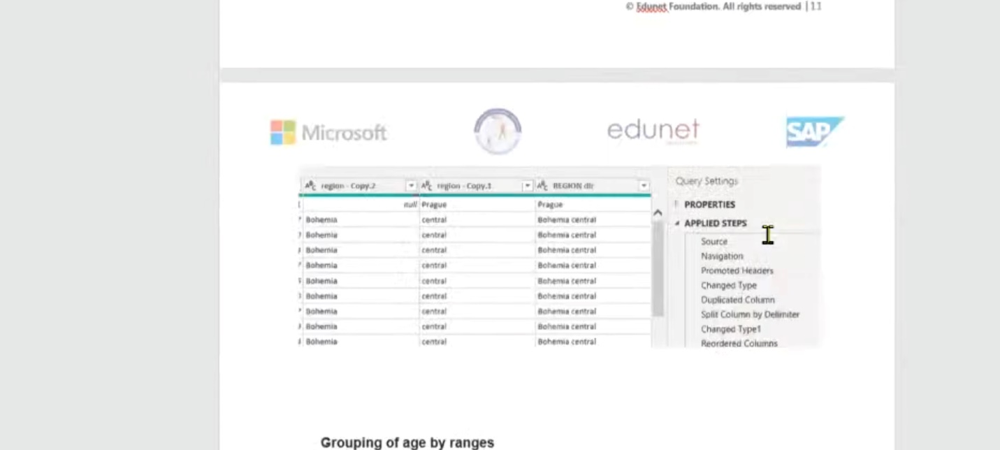 © Edunet Foundation. All rights reserved |11
Microsoft
edunet
SAP
region - Copy.2 region - Copy.1 REGION dlr
null Prague Prague
Bohemia central Bohemia central
Bohemia central Bohemia central
Bohemia central Bohemia central
Bohemia central Bohemia central
Bohemia central Bohemia central
Bohemia central Bohemia central
Bohemia central Bohemia central
Bohemia central Bohemia central
Bohemia central Bohemia central
Query Settings
PROPERTIES
APPLIED STEPS
Source
Navigation
Promoted Headers
Changed Type
Duplicated Column
Split Column by Delimiter
Changed Type1
Reordered Columns
Grouping of age by ranges